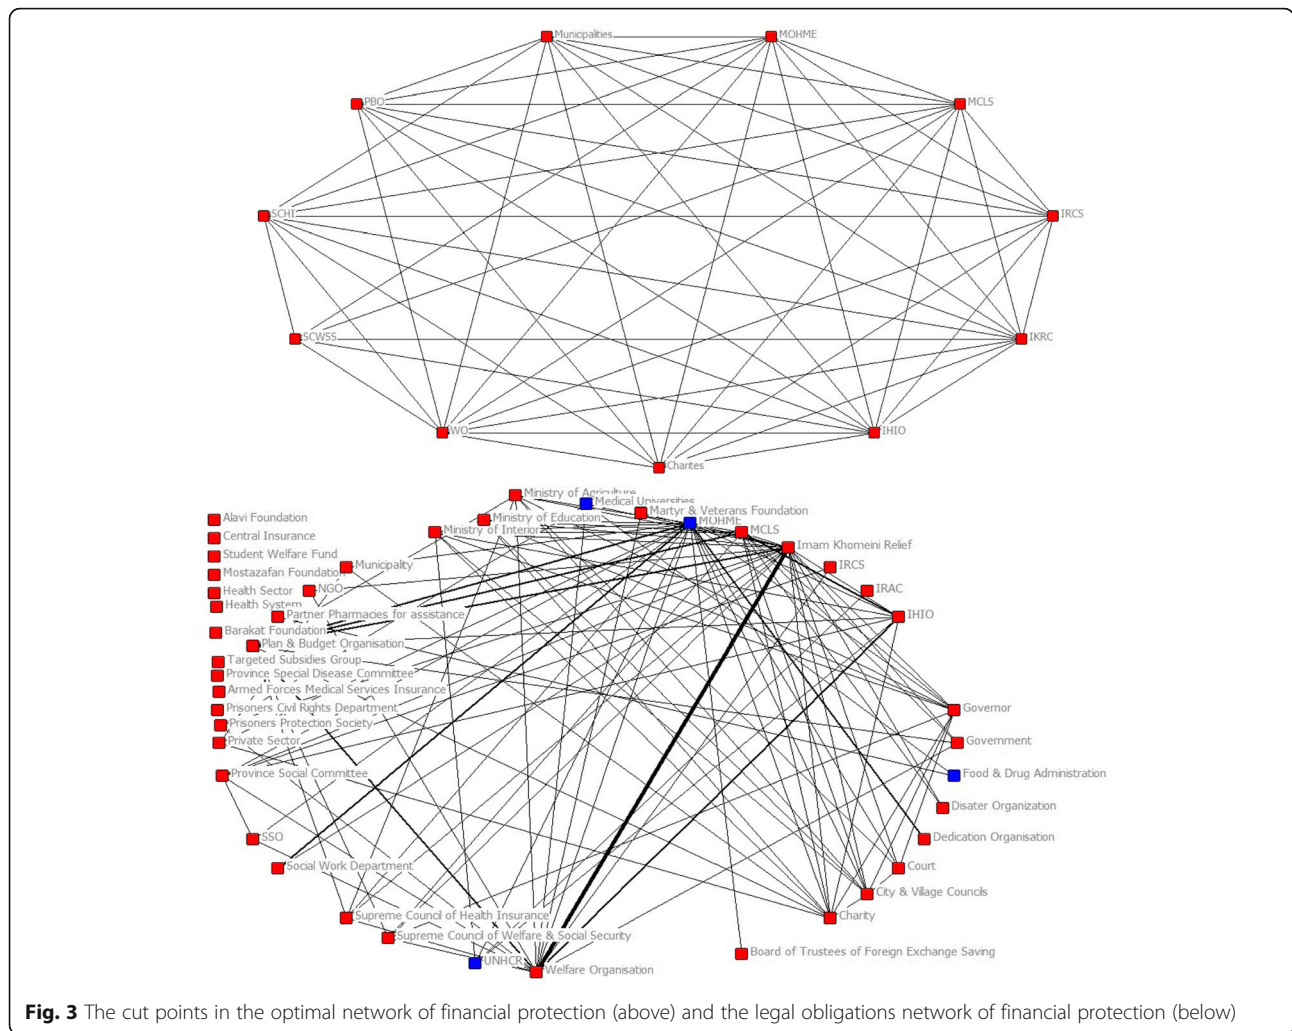 Municipalities
MOHME
PBO
MCLS
SCHI
IRCS
SCWSS
IKRC
WO
IHIO
Charites
Ministry of Agriculture
Medical Universities
Martyr & Veterans Foundation
Alavi Foundation
Ministry of Education
MOHME
Central Insurance
Ministry of Interior
MCLS
Student Welfare Fund
Imam Khomeini Relief
Mostazafan Foundation
Municipality
IRCS
Health Sector
NGO
IRAC
Health System
Partner Pharmacies for assistance
IHIO
Barakat Foundation
Plan & Budget Organisation
Targeted Subsidies Group
Province Special Disease Committee
Armed Forces Medical Services Insurance
Prisoners Civil Rights Department
Governor
Prisoners Protection Society
Private Sector
Government
Province Social Committee
Food & Drug Administration
Disater Organization
SSO
Dedication Organisation
Social Work Department
Court
City & Village Councils
Supreme Council of Health Insurance
Charity
Supreme Council of Welfare & Social Security
Board of Trustees of Foreign Exchange Saving
UNHCR
Welfare Organisation
Fig. 3 The cut points in the optimal network of financial protection (above) and the legal obligations network of financial protection (below)